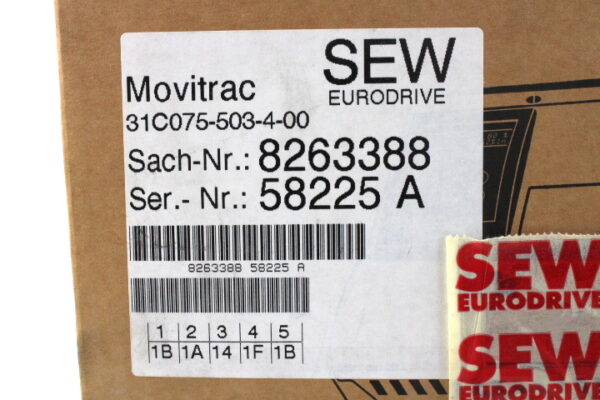 SEW
EURODRIVE
Movitrac
31C075-503-4-00
Sach-Nr.: 8263388
Ser.- Nr.: 58225 A
8263388 58225 A
1 2 3 4 5
1B 1A 14 1F 1B
SEW
EURODRIVE
SEW
EURODRIVE